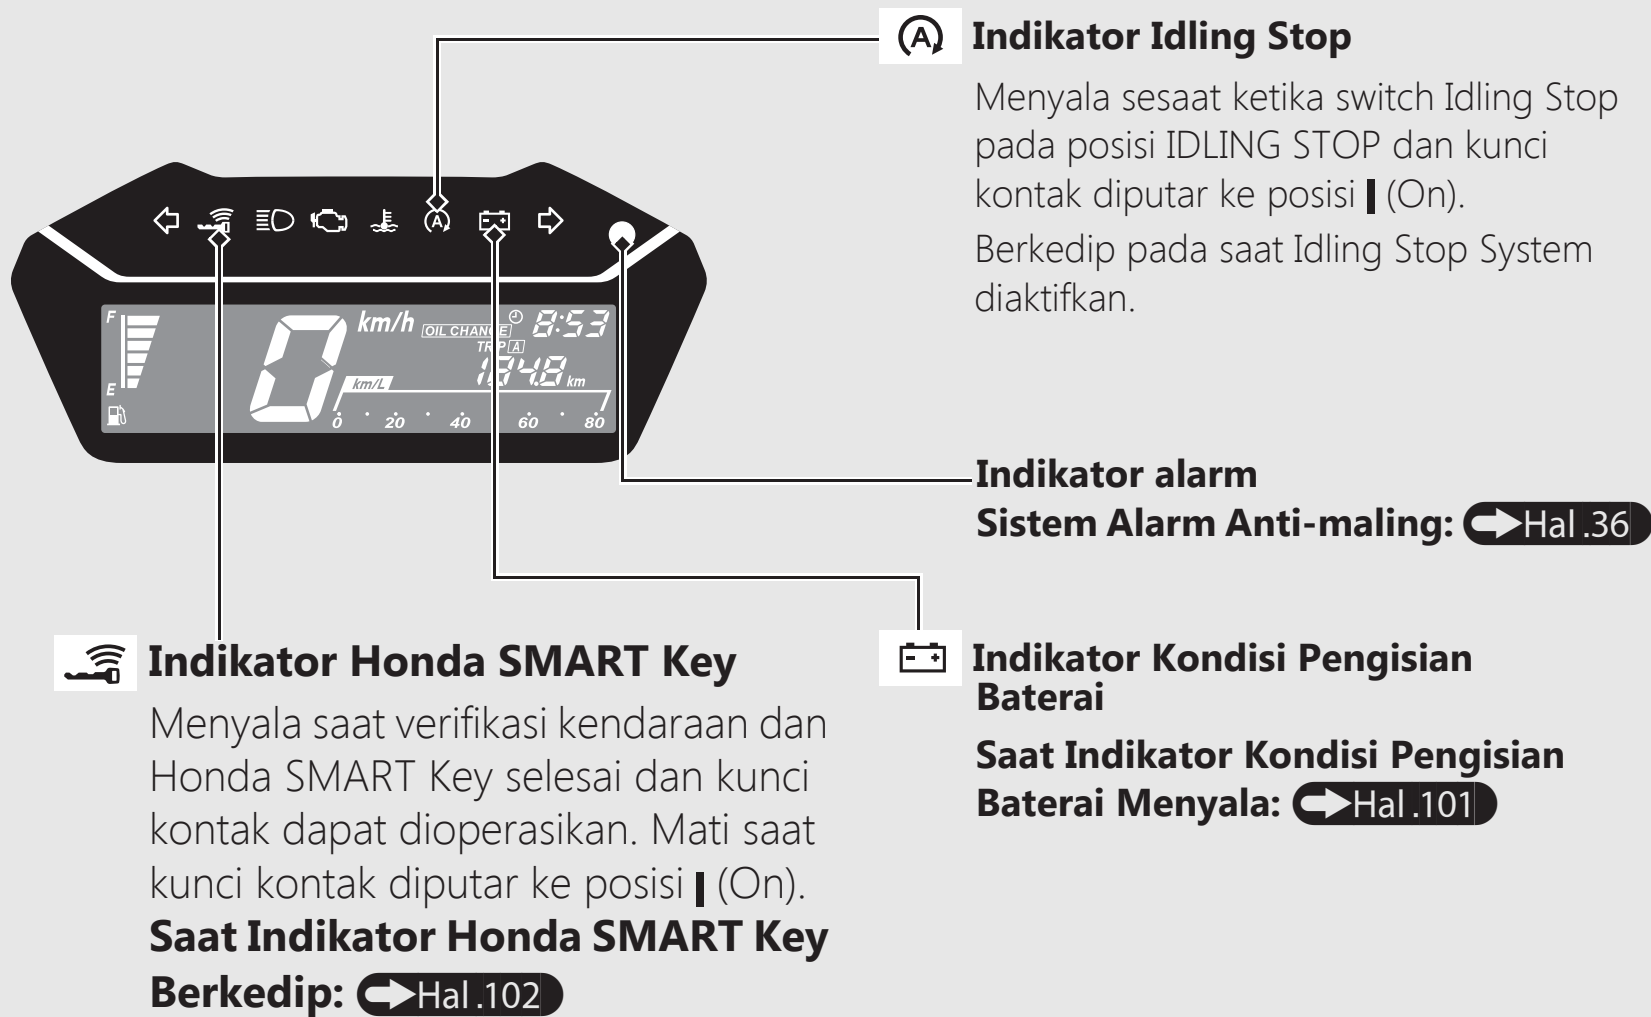 Indikator Idling Stop
Menyala sesaat ketika switch Idling Stop
pada posisi IDLING STOP dan kunci
kontak diputar ke posisi I (On).
Berkedip pada saat Idling Stop System
diaktifkan.
A
A
F
E
0 km/h
OIL CHANGE
8:53
TRIP A
184.8 km
km/L
0 20 40 60 80
Indikator alarm
Sistem Alarm Anti-maling: Hal .36
Indikator Honda SMART Key
Menyala saat verifikasi kendaraan dan
Honda SMART Key selesai dan kunci
kontak dapat dioperasikan. Mati saat
kunci kontak diputar ke posisi I (On).
Saat Indikator Honda SMART Key
Berkedip: Hal .102
Indikator Kondisi Pengisian
Baterai
Saat Indikator Kondisi Pengisian
Baterai Menyala: Hal .101